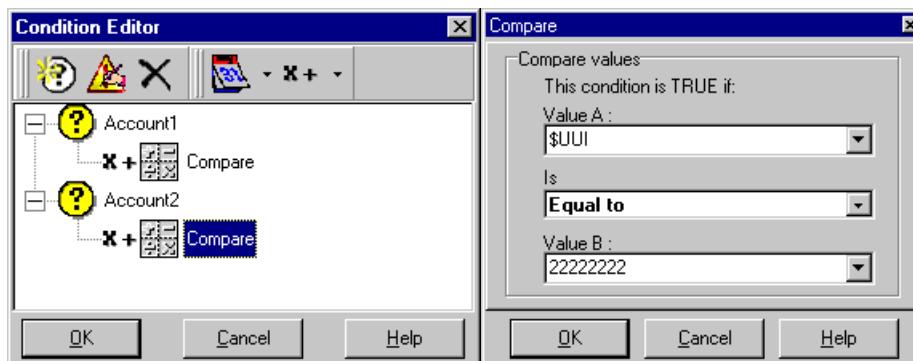 Condition Editor
x +
Account1
x + Compare
Account2
x + Compare
OK Cancel Help
Compare
Compare values
This condition is TRUE if:
Value A :
$UUI
Is
Equal to
Value B :
22222222
OK Cancel Help